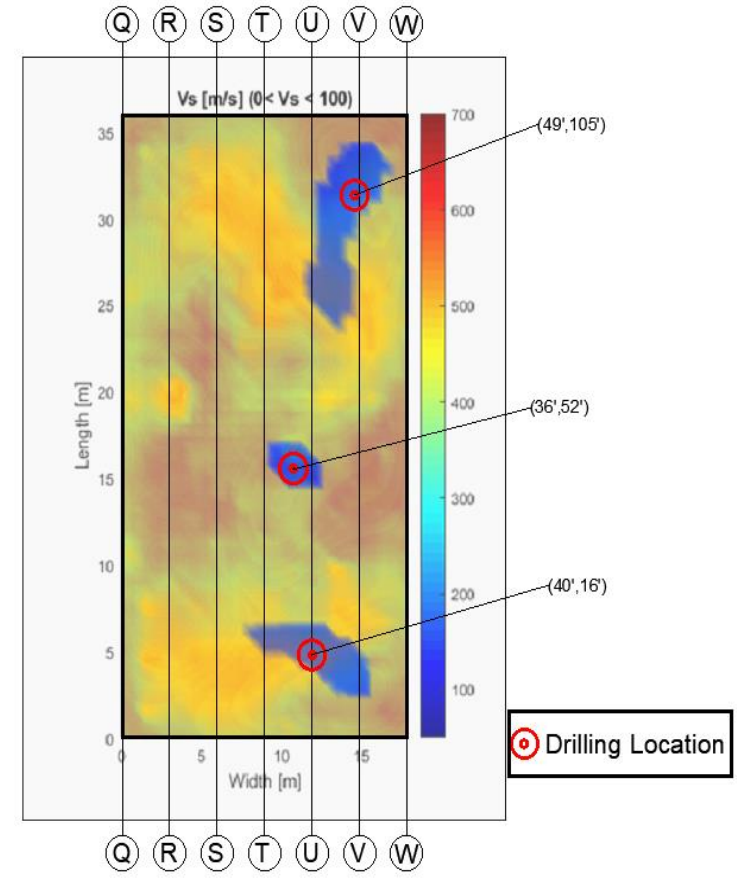 Q R S T U V W
Vs [m/s] (0< Vs < 100)
35
30
25
20
15
10
5
0
Length [m]
0 5 10 15
Width [m]
700
600
500
400
300
200
100
(49',105')
(36',52')
(40',16')
Drilling Location
Q R S T U V W